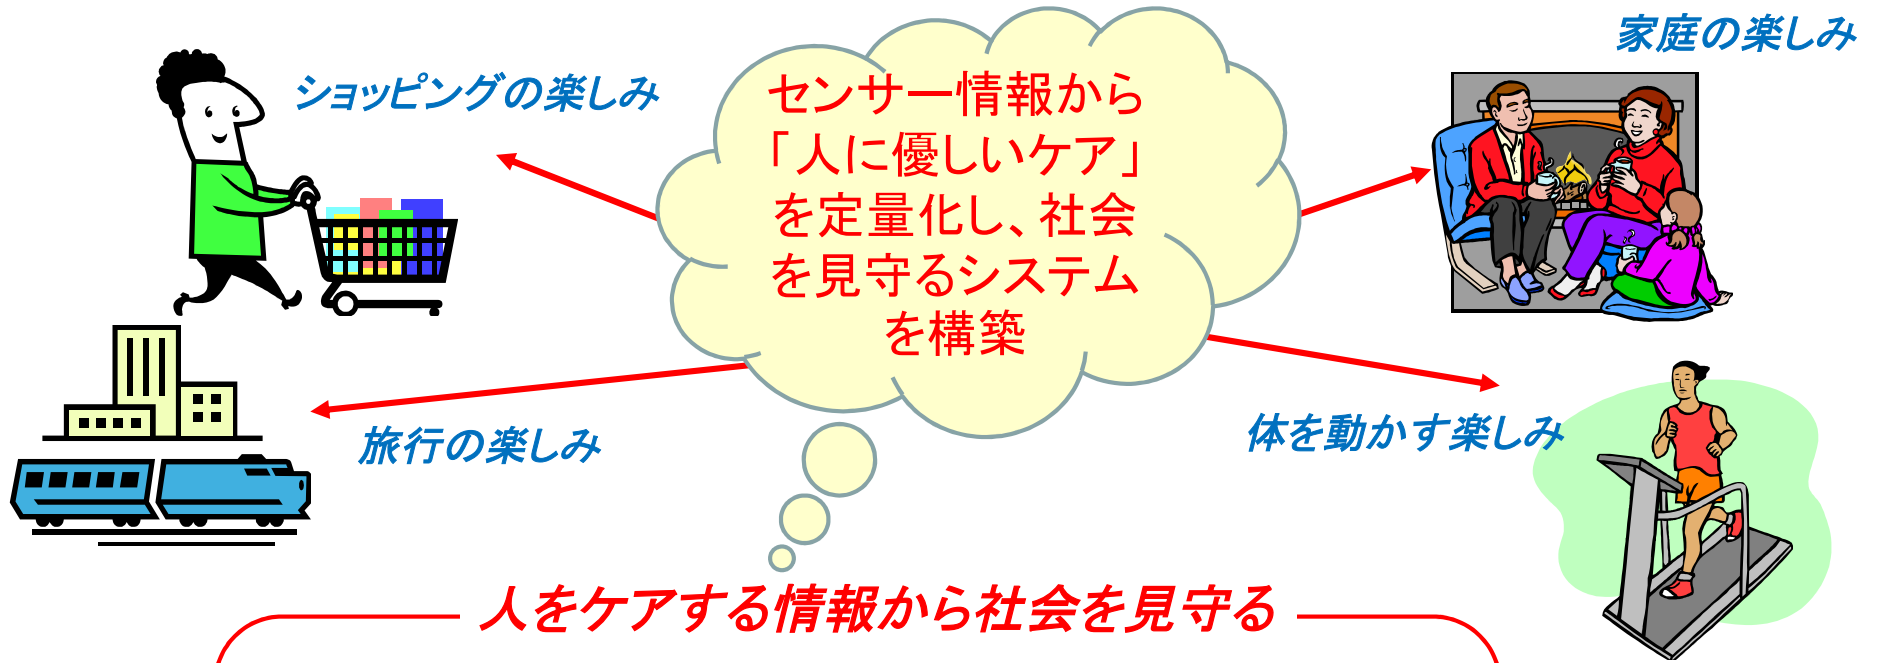 家庭の楽しみ
ショッピングの楽しみ
センサー情報から
「人に優しいケア」
を定量化し、社会
を見守るシステム
を構築
体を動かす楽しみ
旅行の楽しみ
人をケアする情報から社会を見守る